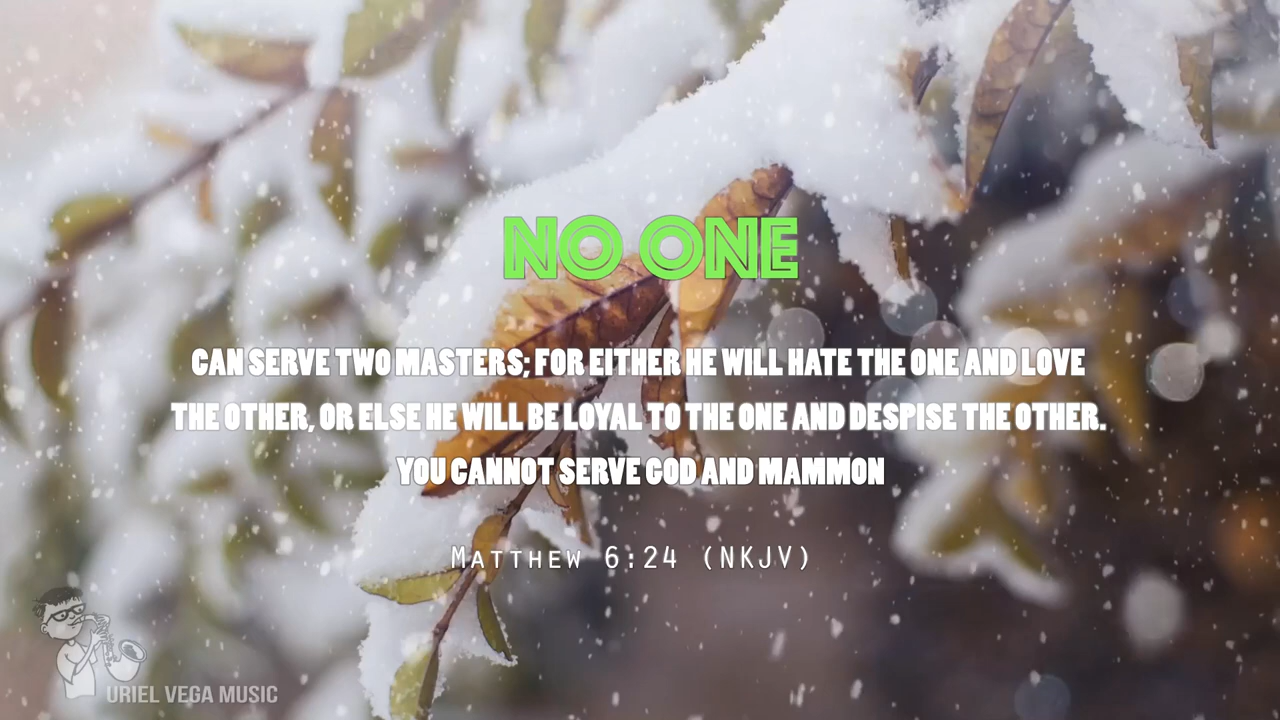 NO ONE
CAN SERVE TWO MASTERS; FOR EITHER HE WILL HATE THE ONE AND LOVE
THE OTHER, OR ELSE HE WILL BE LOYAL TO THE ONE AND DESPISE THE OTHER.
YOU CANNOT SERVE GOD AND MAMMON
Matthew 6:24 (NKJV)
URIEL VEGA MUSIC